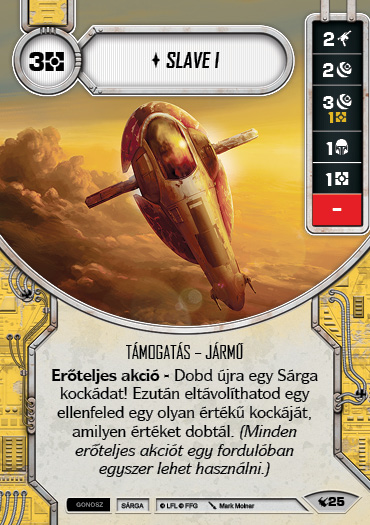 3
SLAVE I
2
2
3
1
1
1
-
TÁMOGATÁS – JÁRMŰ
Erőteljes akció - Dobd újra egy Sárga
kockádat! Ezután eltávolíthatod egy
ellenfeled egy olyan értékű kockáját,
amilyen értéket dobtál. (Minden
erőteljes akciót egy fordulóban
egyszer lehet használni.)
GONOSZ SÁRGA © LFL © FFG Mark Molnar 25